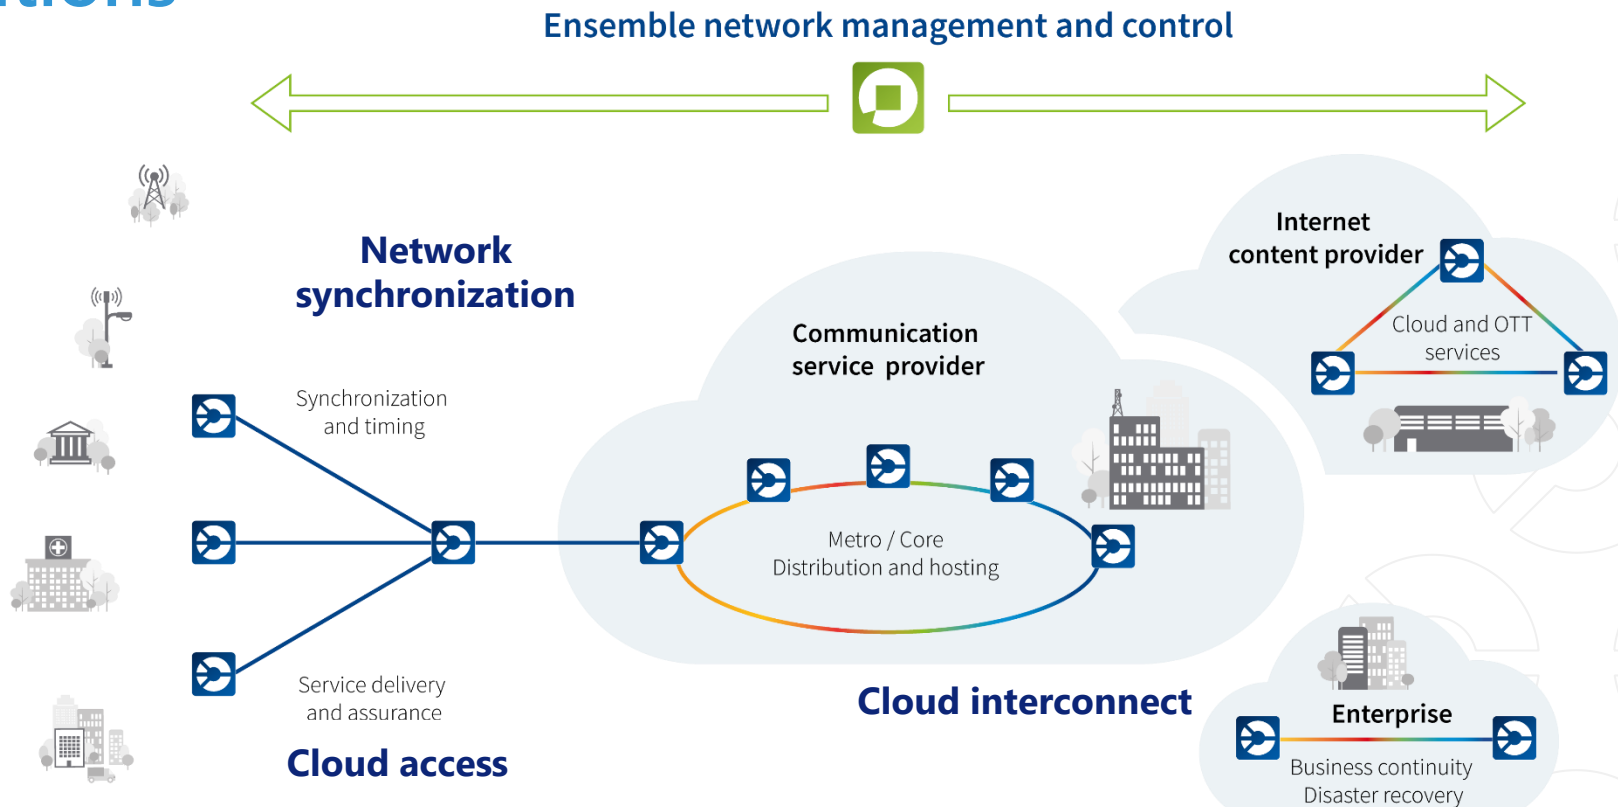 Ensemble network management and control
Network
synchronization
Synchronization
and timing
Service delivery
and assurance
Cloud access
Communication
service provider
Metro / Core
Distribution and hosting
Cloud interconnect
Internet
content provider
Cloud and OTT
services
Enterprise
Business continuity
Disaster recovery